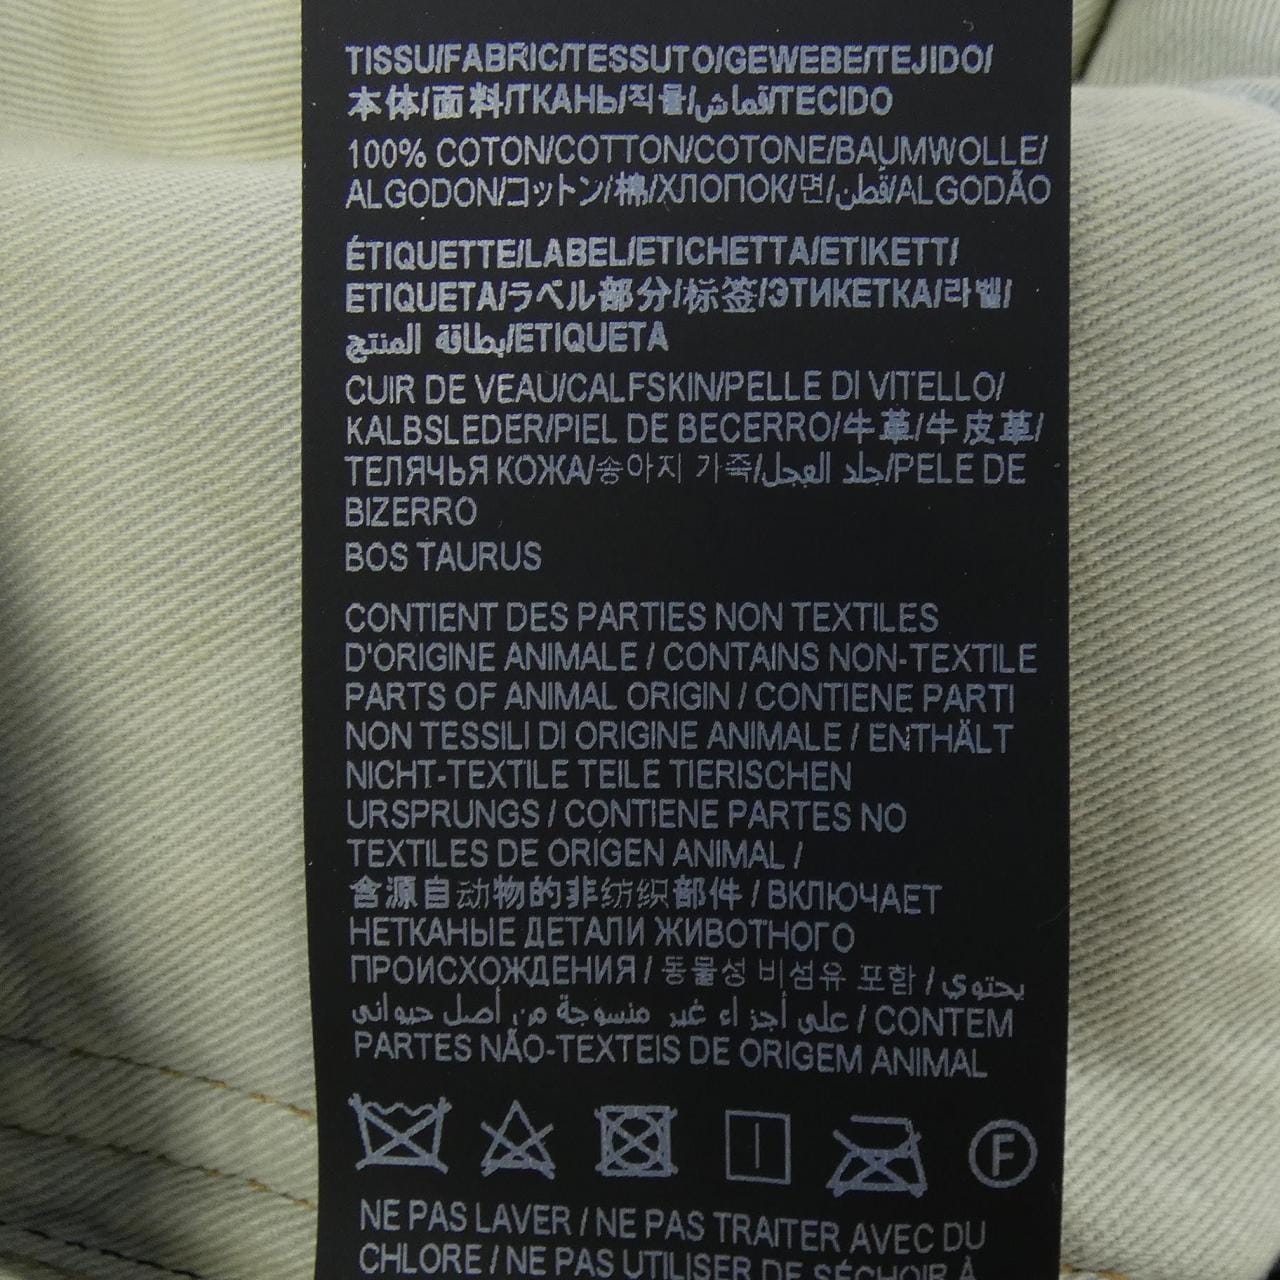 TISSU/FABRIC/TESSUTO/GEWEBE/TEJIDO/
本体/面料/ТКАНЬ/직물/قماش/TECIDO
100% COTON/COTTON/COTONE/BAUMWOLLE/
ALGODON/コットン/棉/ХЛОПОК/면/قطن/ALGODÃO
ÉTIQUETTE/LABEL/ETICHETTA/ETIKETT/
ETIQUETA/ラベル部分/标签/ЭТИКЕТКА/라벨/
بطاقة المنتج/ETIQUETA
CUIR DE VEAU/CALFSKIN/PELLE DI VITELLO/
KALBSLEDER/PIEL DE BECERRO/牛革/牛皮革/
ТЕЛЯЧЬЯ КОЖА/송아지 가죽/جلد العجل/PELE DE
BIZERRO
BOS TAURUS
CONTIENT DES PARTIES NON TEXTILES
D'ORIGINE ANIMALE / CONTAINS NON-TEXTILE
PARTS OF ANIMAL ORIGIN / CONTIENE PARTI
NON TESSILI DI ORIGINE ANIMALE / ENTHÄLT
NICHT-TEXTILE TEILE TIERISCHEN
URSPRUNGS / CONTIENE PARTES NO
TEXTILES DE ORIGEN ANIMAL /
含源自动物的非纺织部件 / ВКЛЮЧАЕТ
НЕТКАНЫЕ ДЕТАЛИ ЖИВОТНОГО
ПРОИСХОЖДЕНИЯ / 동물성 비섬유 포함 / يحتوي
على أجزاء غير منسوجة من أصل حيواني / CONTEM
PARTES NÃO-TEXTEIS DE ORIGEM ANIMAL
F
NE PAS LAVER / NE PAS TRAITER AVEC DU
CHLORE / NE PAS UTILISER DE SÉCHOIR À